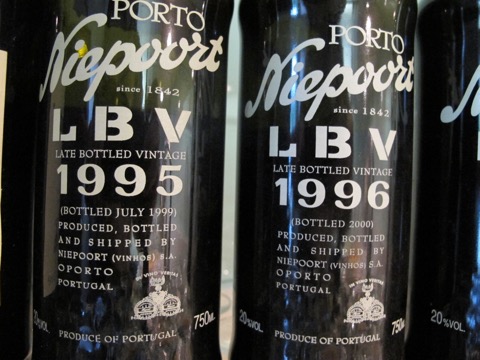 PORTO
Niepoort
since 1842
LBV
LATE BOTTLED VINTAGE
1995
(BOTTLED JULY 1999)
PRODUCED, BOTTLED
AND SHIPPED BY
NIEPOORT (VINHOS) S.A.
OPORTO
PORTUGAL
750ML
PRODUCE OF PORTUGAL
PORTO
Niepoort
since 1842
LBV
LATE BOTTLED VINTAGE
1996
(BOTTLED 2000)
PRODUCED, BOTTLED
AND SHIPPED BY
NIEPOORT (VINHOS) S.A.
OPORTO
PORTUGAL
20%VOL.
750ML
PRODUCE OF PORTUGAL
20%VOL.